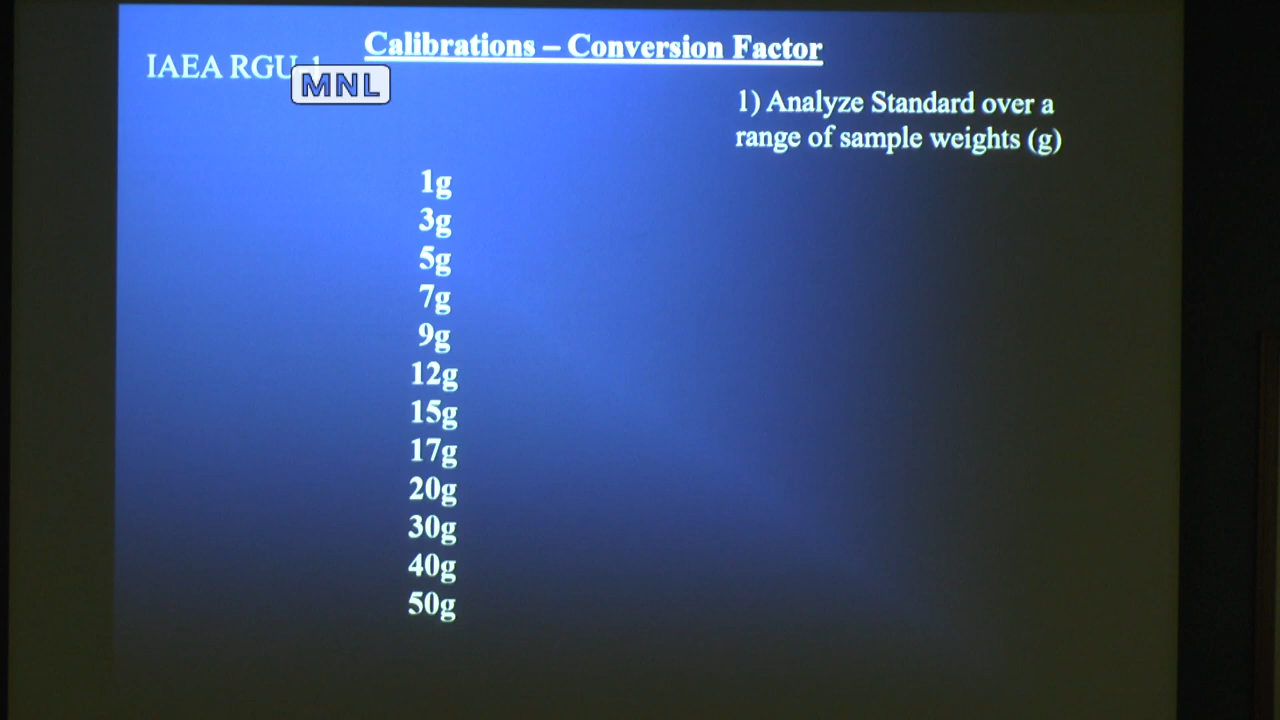 Calibrations – Conversion Factor
IAEA RGU-1
MNL
1) Analyze Standard over a
range of sample weights (g)
1g
3g
5g
7g
9g
12g
15g
17g
20g
30g
40g
50g